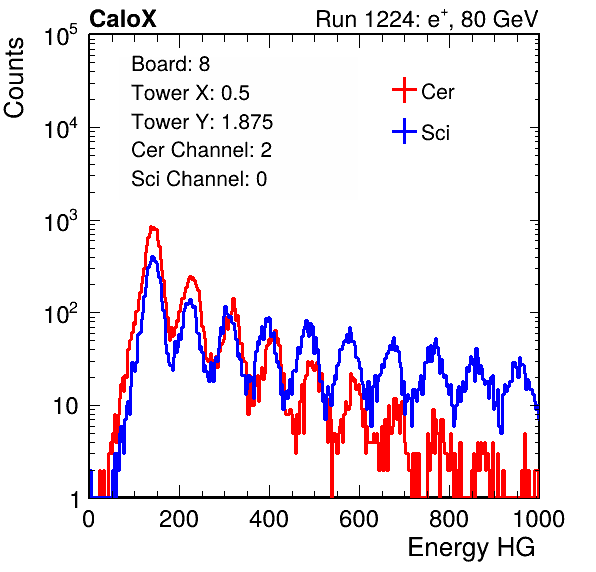 CaloX Run 1224: e⁺, 80 GeV
Board: 8
Tower X: 0.5
Tower Y: 1.875
Cer Channel: 2
Sci Channel: 0
Cer
Sci
Counts
10⁵
10⁴
10³
10²
10
1
0 200 400 600 800 1000
Energy HG